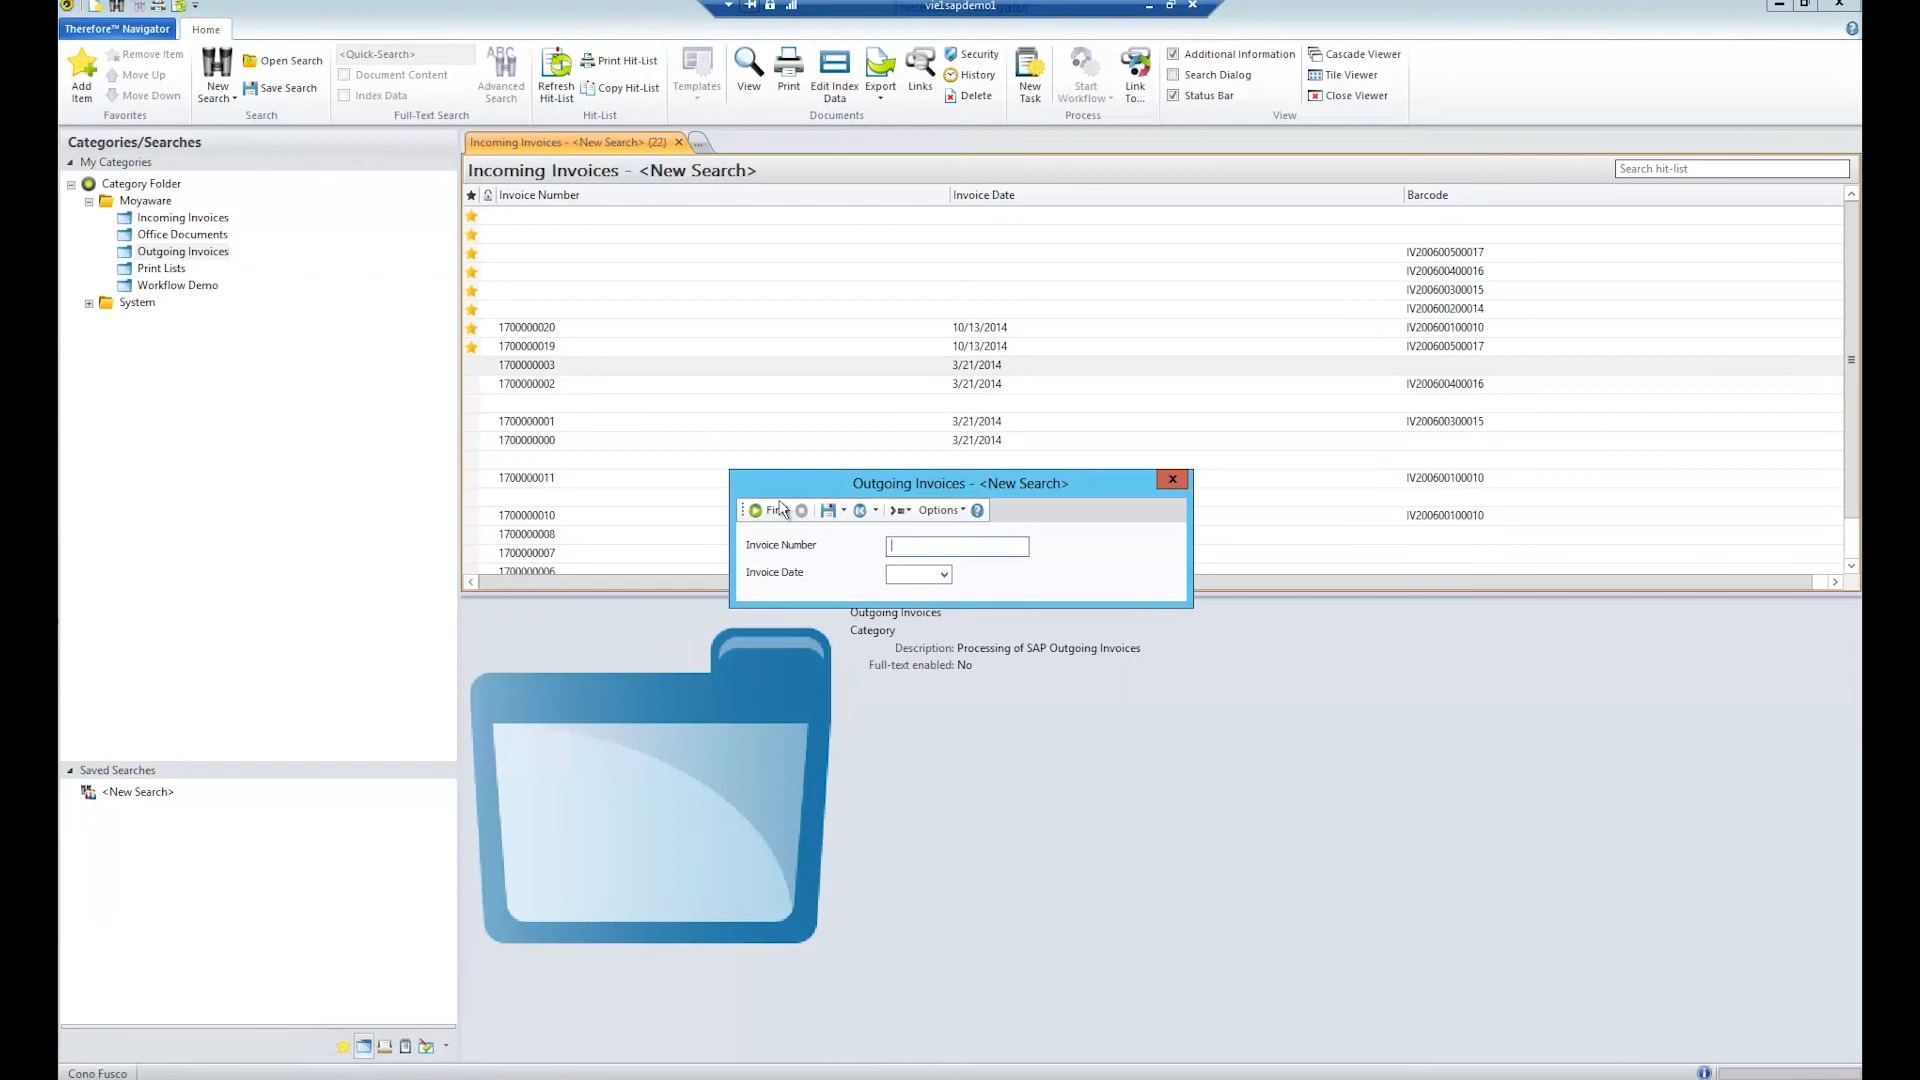 vie1sapdemo1
Therefore™ Navigator Home
Add Item
Remove Item
Move Up
Move Down
Favorites
New Search
Open Search
Save Search
Search
<Quick-Search>
Document Content
Index Data
Advanced Search
Full-Text Search
Refresh Hit-List
Print Hit-List
Copy Hit-List
Hit-List
Templates
View
Print
Edit Index Data
Export
Links
Security
History
Delete
Documents
New Task
Start Workflow
Link To...
Process
Additional Information
Search Dialog
Status Bar
Cascade Viewer
Tile Viewer
Close Viewer
View
Categories/Searches
My Categories
Category Folder
Moyaware
Incoming Invoices
Office Documents
Outgoing Invoices
Print Lists
Workflow Demo
System
Saved Searches
<New Search>
Incoming Invoices - <New Search> (22)
...
Incoming Invoices - <New Search>
Search hit-list
Invoice Number Invoice Date Barcode
IV200600500017
IV200600400016
IV200600300015
IV200600200014
1700000020 10/13/2014 IV200600100010
1700000019 10/13/2014 IV200600500017
1700000003 3/21/2014
1700000002 3/21/2014 IV200600400016
1700000001 3/21/2014 IV200600300015
1700000000 3/21/2014
1700000011 IV200600100010
1700000010 IV200600100010
1700000008
1700000007
1700000006
Outgoing Invoices - <New Search>
Options
Invoice Number
Invoice Date
Outgoing Invoices
Category
Description: Processing of SAP Outgoing Invoices
Full-text enabled: No
Cono Fusco